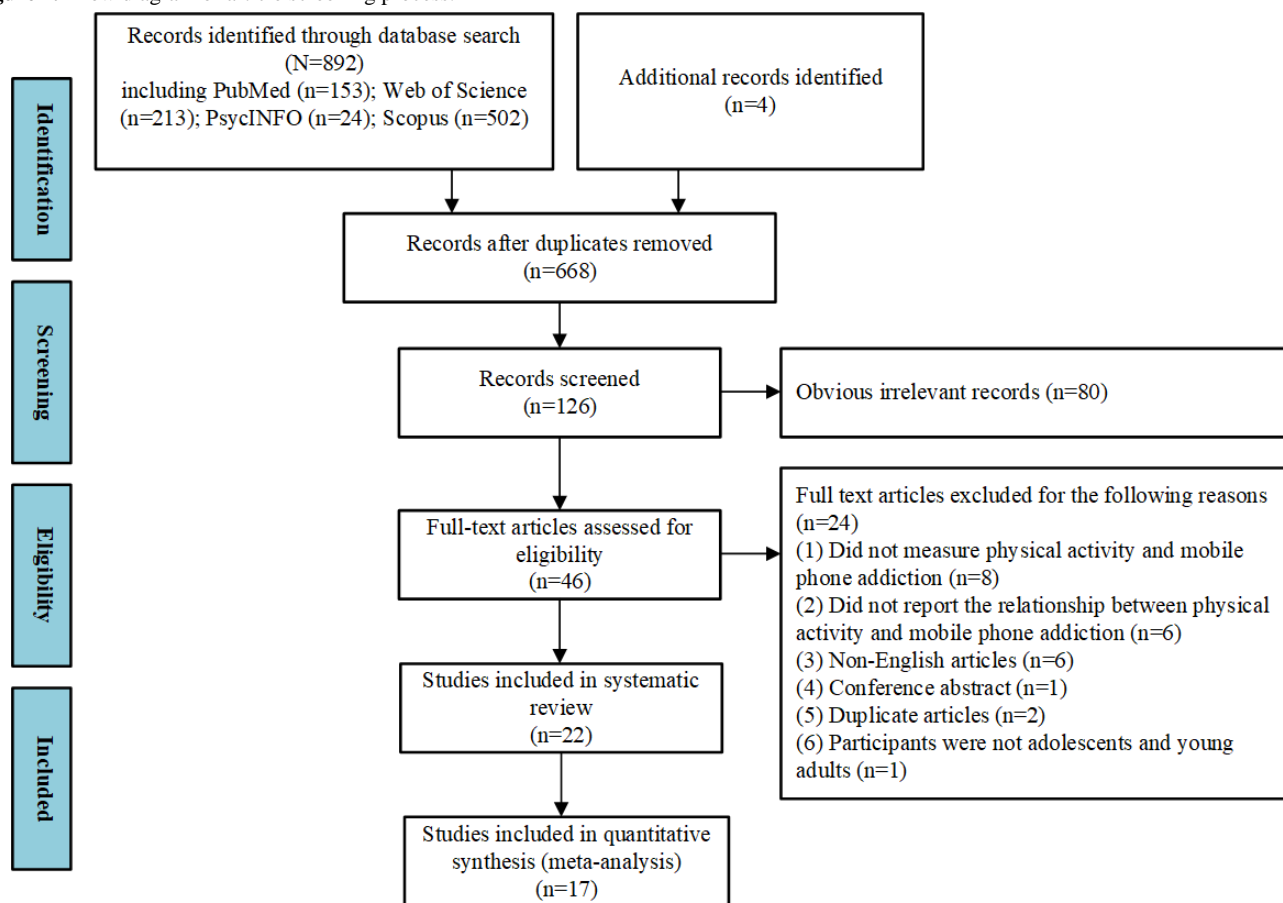 Records identified through database search
(N=892)
including PubMed (n=153); Web of Science
(n=213); PsycINFO (n=24); Scopus (n=502)
Additional records identified
(n=4)
Identification
Records after duplicates removed
(n=668)
Screening
Records screened
(n=126)
Obvious irrelevant records (n=80)
Eligibility
Full-text articles assessed for
eligibility
(n=46)
Full text articles excluded for the following reasons
(n=24)
(1) Did not measure physical activity and mobile
phone addiction (n=8)
(2) Did not report the relationship between physical
activity and mobile phone addiction (n=6)
(3) Non-English articles (n=6)
(4) Conference abstract (n=1)
(5) Duplicate articles (n=2)
(6) Participants were not adolescents and young
adults (n=1)
Studies included in systematic
review
(n=22)
Included
Studies included in quantitative
synthesis (meta-analysis)
(n=17)